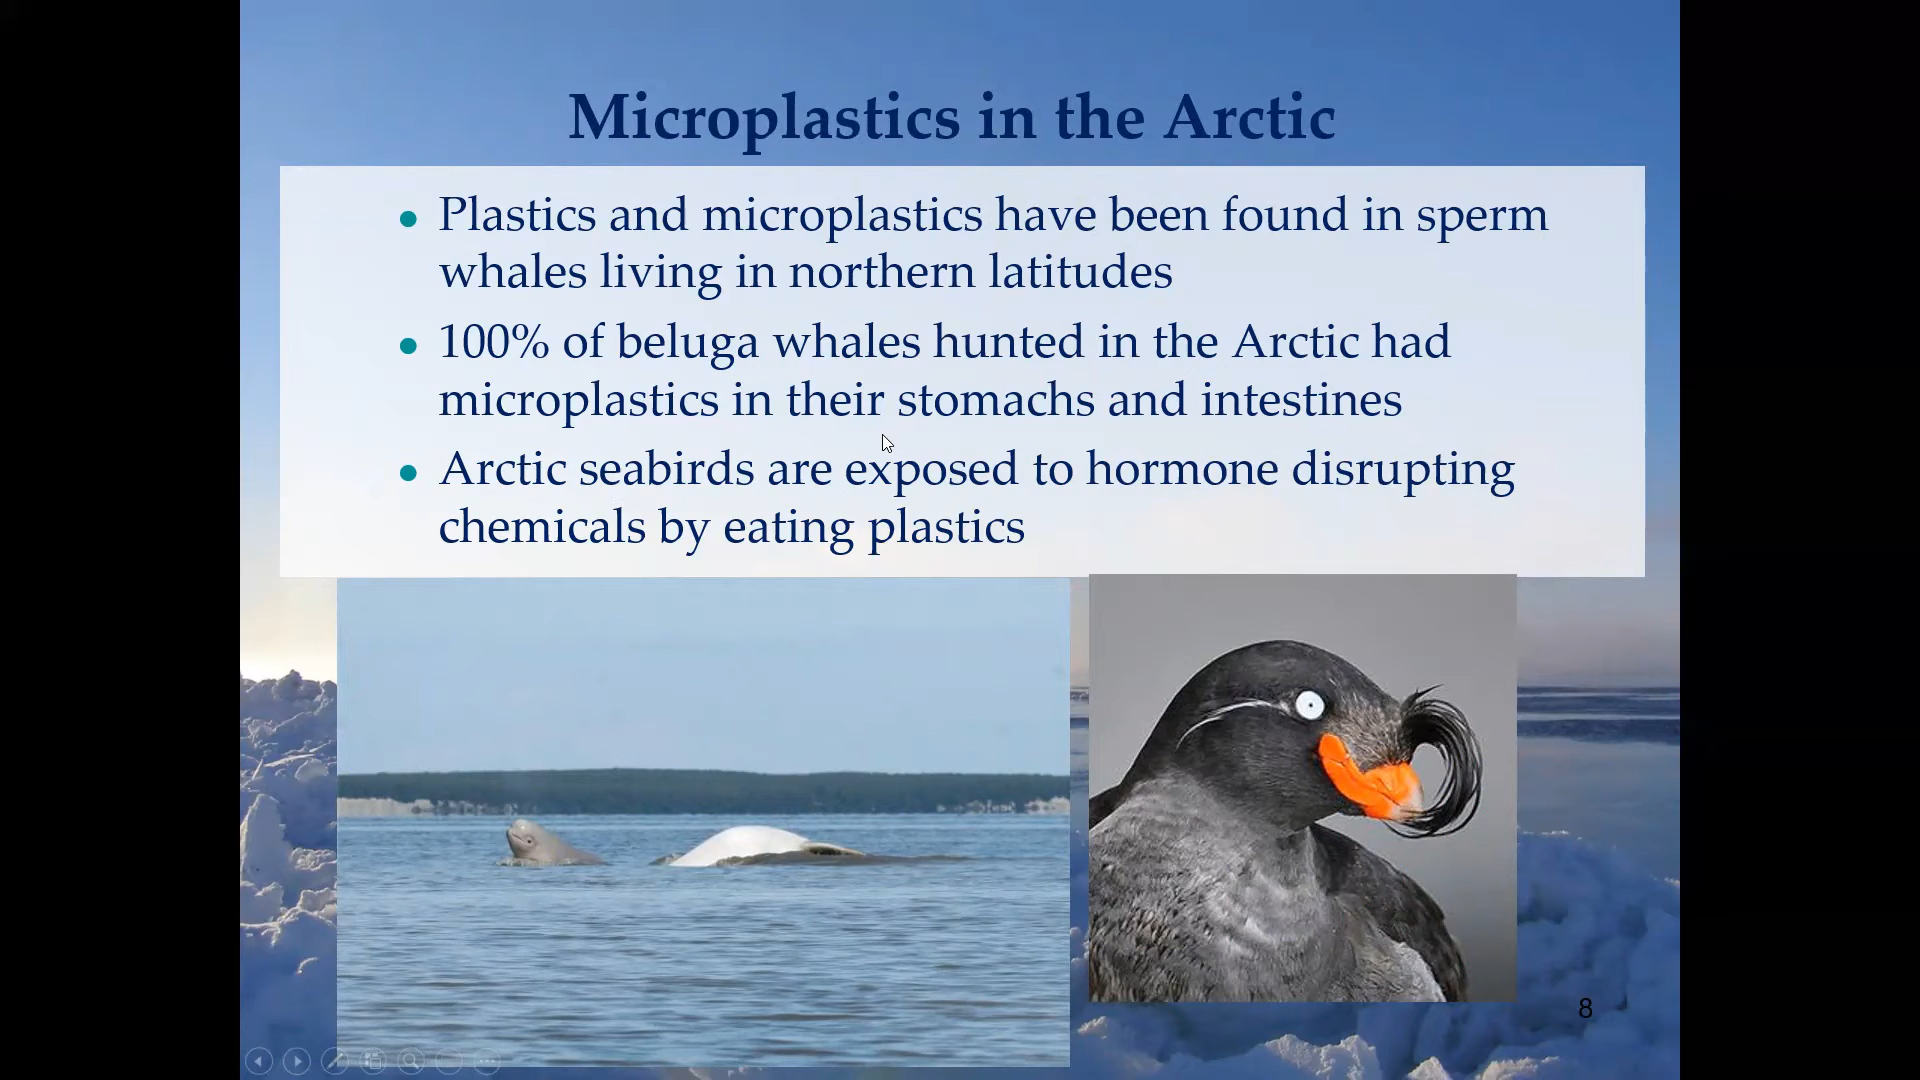 Microplastics in the Arctic
Plastics and microplastics have been found in sperm
whales living in northern latitudes
100% of beluga whales hunted in the Arctic had
microplastics in their stomachs and intestines
Arctic seabirds are exposed to hormone disrupting
chemicals by eating plastics
8